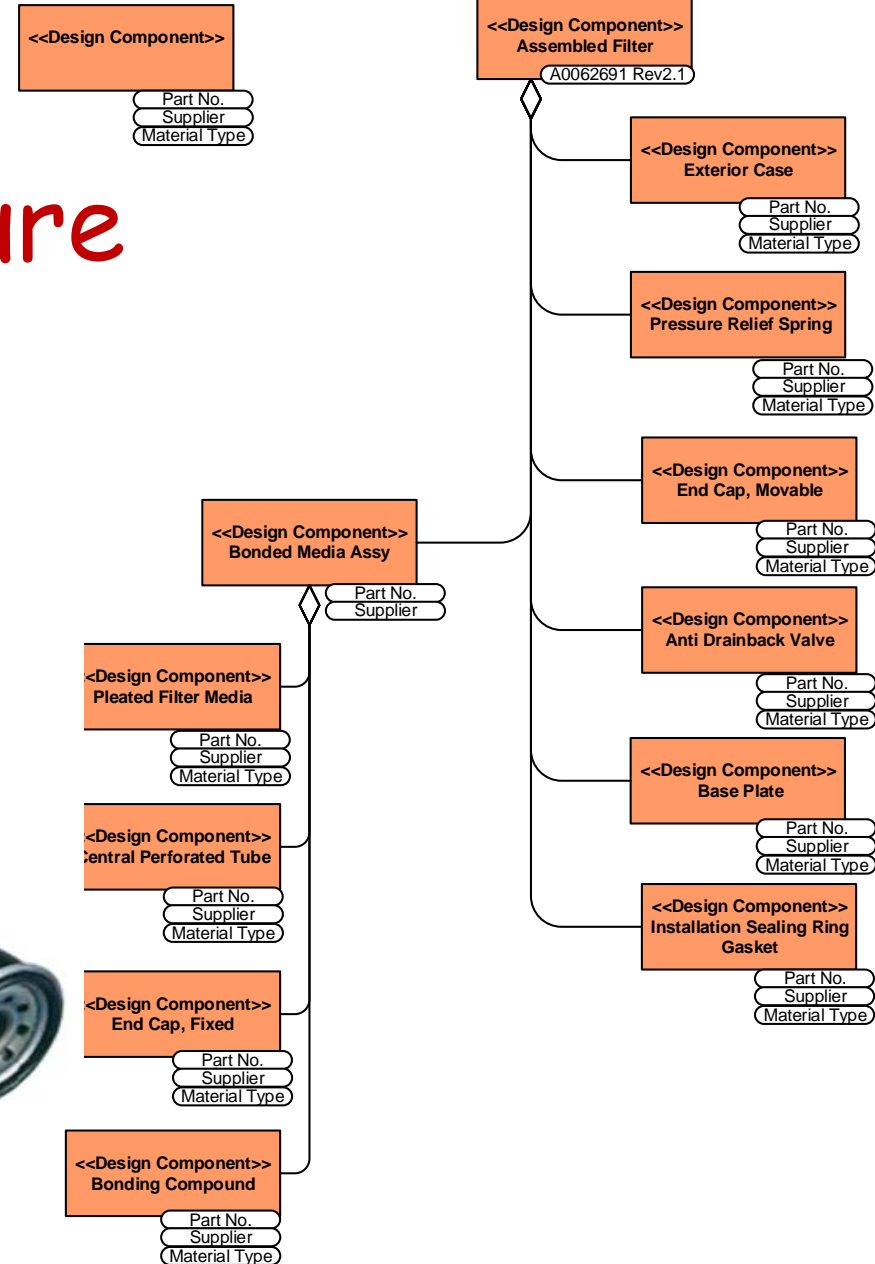 <<Design Component>>
Part No.
Supplier
Material Type
ure
<<Design Component>>
Assembled Filter
A0062691 Rev2.1
<<Design Component>>
Exterior Case
Part No.
Supplier
Material Type
<<Design Component>>
Pressure Relief Spring
Part No.
Supplier
Material Type
<<Design Component>>
End Cap, Movable
Part No.
Supplier
Material Type
<<Design Component>>
Bonded Media Assy
Part No.
Supplier
<<Design Component>>
Anti Drainback Valve
Part No.
Supplier
Material Type
<Design Component>>
Pleated Filter Media
Part No.
Supplier
Material Type
<<Design Component>>
Base Plate
Part No.
Supplier
Material Type
<Design Component>>
Central Perforated Tube
Part No.
Supplier
Material Type
<<Design Component>>
Installation Sealing Ring
Gasket
Part No.
Supplier
Material Type
<Design Component>>
End Cap, Fixed
Part No.
Supplier
Material Type
<<Design Component>>
Bonding Compound
Part No.
Supplier
Material Type